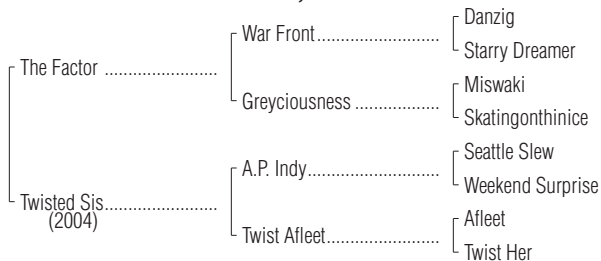 Danzig
War Front
Starry Dreamer
The Factor
Miswaki
Greyciousness
Skatingonthinice
Seattle Slew
A.P. Indy
Weekend Surprise
Twisted Sis
(2004)
Afleet
Twist Afleet
Twist Her